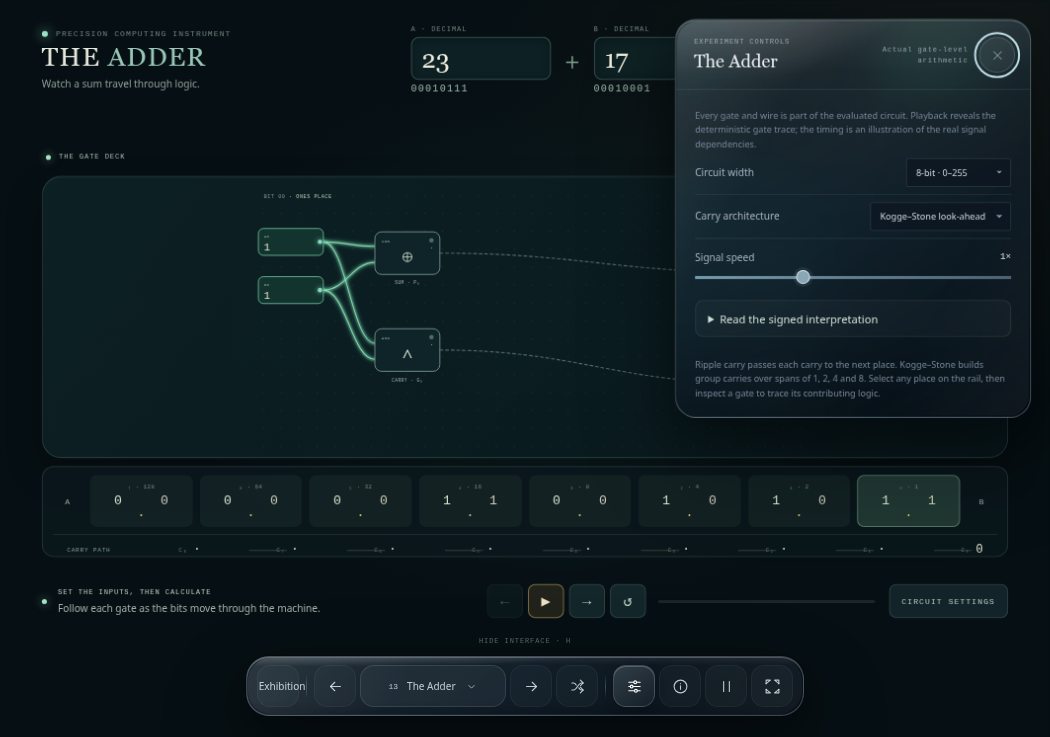 PRECISION COMPUTING INSTRUMENT
THE ADDER
Watch a sum travel through logic.
A · DECIMAL
23
00010111
+
B · DECIMAL
17
00010001
EXPERIMENT CONTROLS
The Adder
Actual gate-level
arithmetic
×
Every gate and wire is part of the evaluated circuit. Playback reveals the
deterministic gate trace; the timing is an illustration of the real signal
dependencies.
Circuit width
8-bit · 0–255
Carry architecture
Kogge–Stone look-ahead
Signal speed
1×
Read the signed interpretation
Ripple carry passes each carry to the next place. Kogge–Stone builds
group carries over spans of 1, 2, 4 and 8. Select any place on the rail, then
inspect a gate to trace its contributing logic.
THE GATE DECK
BIT 00 · ONES PLACE
1
1
⊕
SUM · P₀
∧
CARRY · G₀
A
0 0
0 0
0 0
1 1
0 0
1 0
1 0
1 1
B
CARRY PATH
0
SET THE INPUTS, THEN CALCULATE
Follow each gate as the bits move through the machine.
← ▶ → ↺
CIRCUIT SETTINGS
HIDE INTERFACE · H
Exhibition
13 The Adder